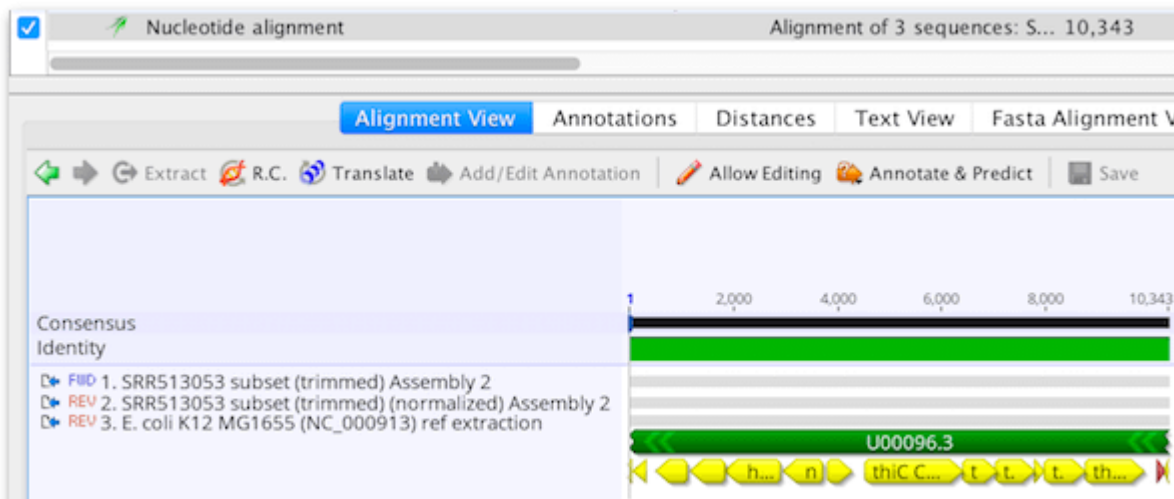 Nucleotide alignment Alignment of 3 sequences: S... 10,343
Alignment View Annotations Distances Text View Fasta Alignment V
Extract R.C. Translate Add/Edit Annotation Allow Editing Annotate & Predict Save
1 2,000 4,000 6,000 8,000 10,343
Consensus
Identity
FWD 1. SRR513053 subset (trimmed) Assembly 2
REV 2. SRR513053 subset (trimmed) (normalized) Assembly 2
REV 3. E. coli K12 MG1655 (NC_000913) ref extraction
U00096.3
h... n thiC C... t t. t. th...